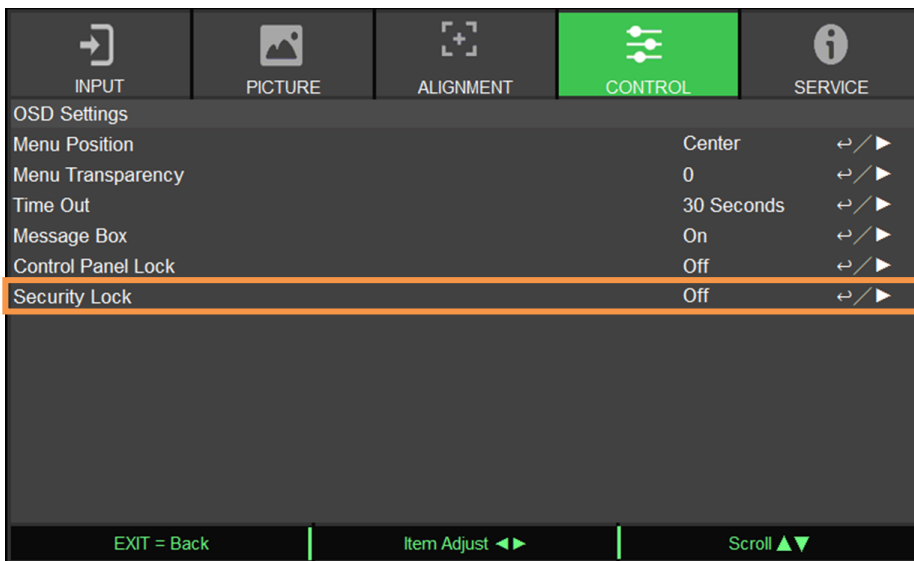 INPUT PICTURE ALIGNMENT CONTROL SERVICE
OSD Settings
Menu Position Center ↩/▶
Menu Transparency 0 ↩/▶
Time Out 30 Seconds ↩/▶
Message Box On ↩/▶
Control Panel Lock Off ↩/▶
Security Lock Off ↩/▶
EXIT = Back Item Adjust ◀▶ Scroll ▲▼